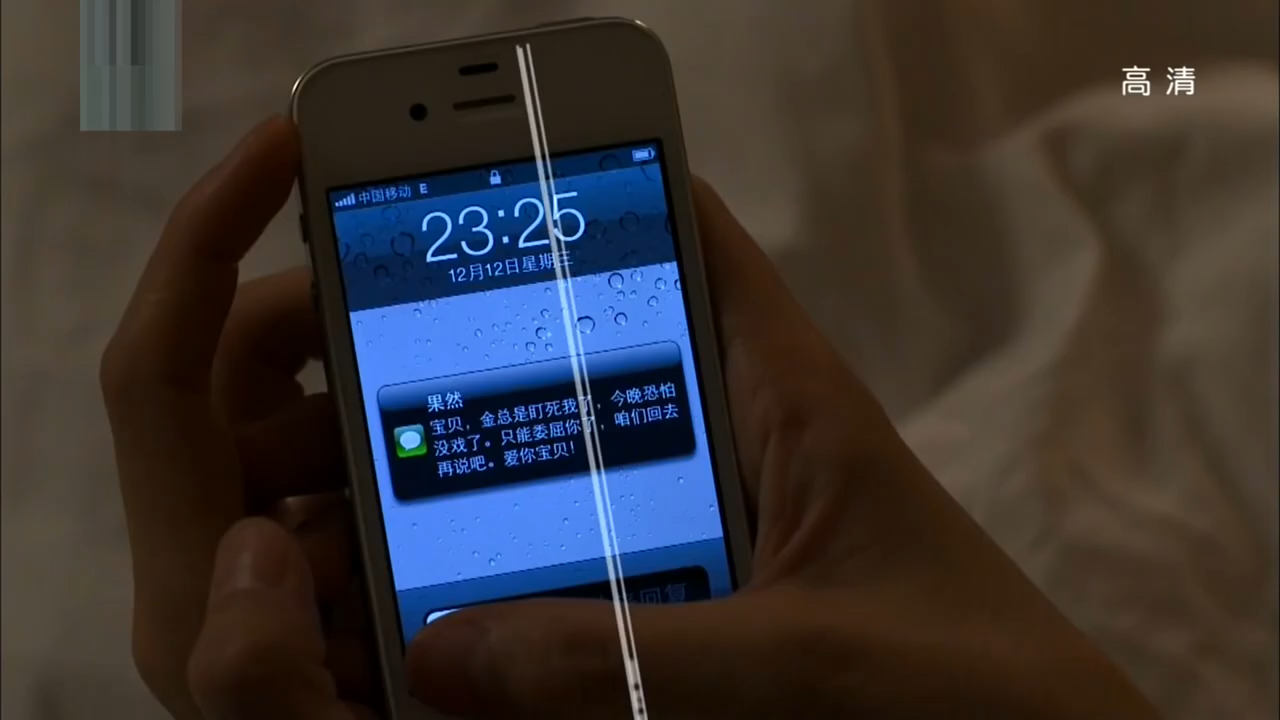 高清
中国移动 E
23:25
12月12日星期三
果然
宝贝，金总是盯死我了，今晚恐怕
没戏了。只能委屈你了，咱们回去
再说吧。爱你宝贝！
回复